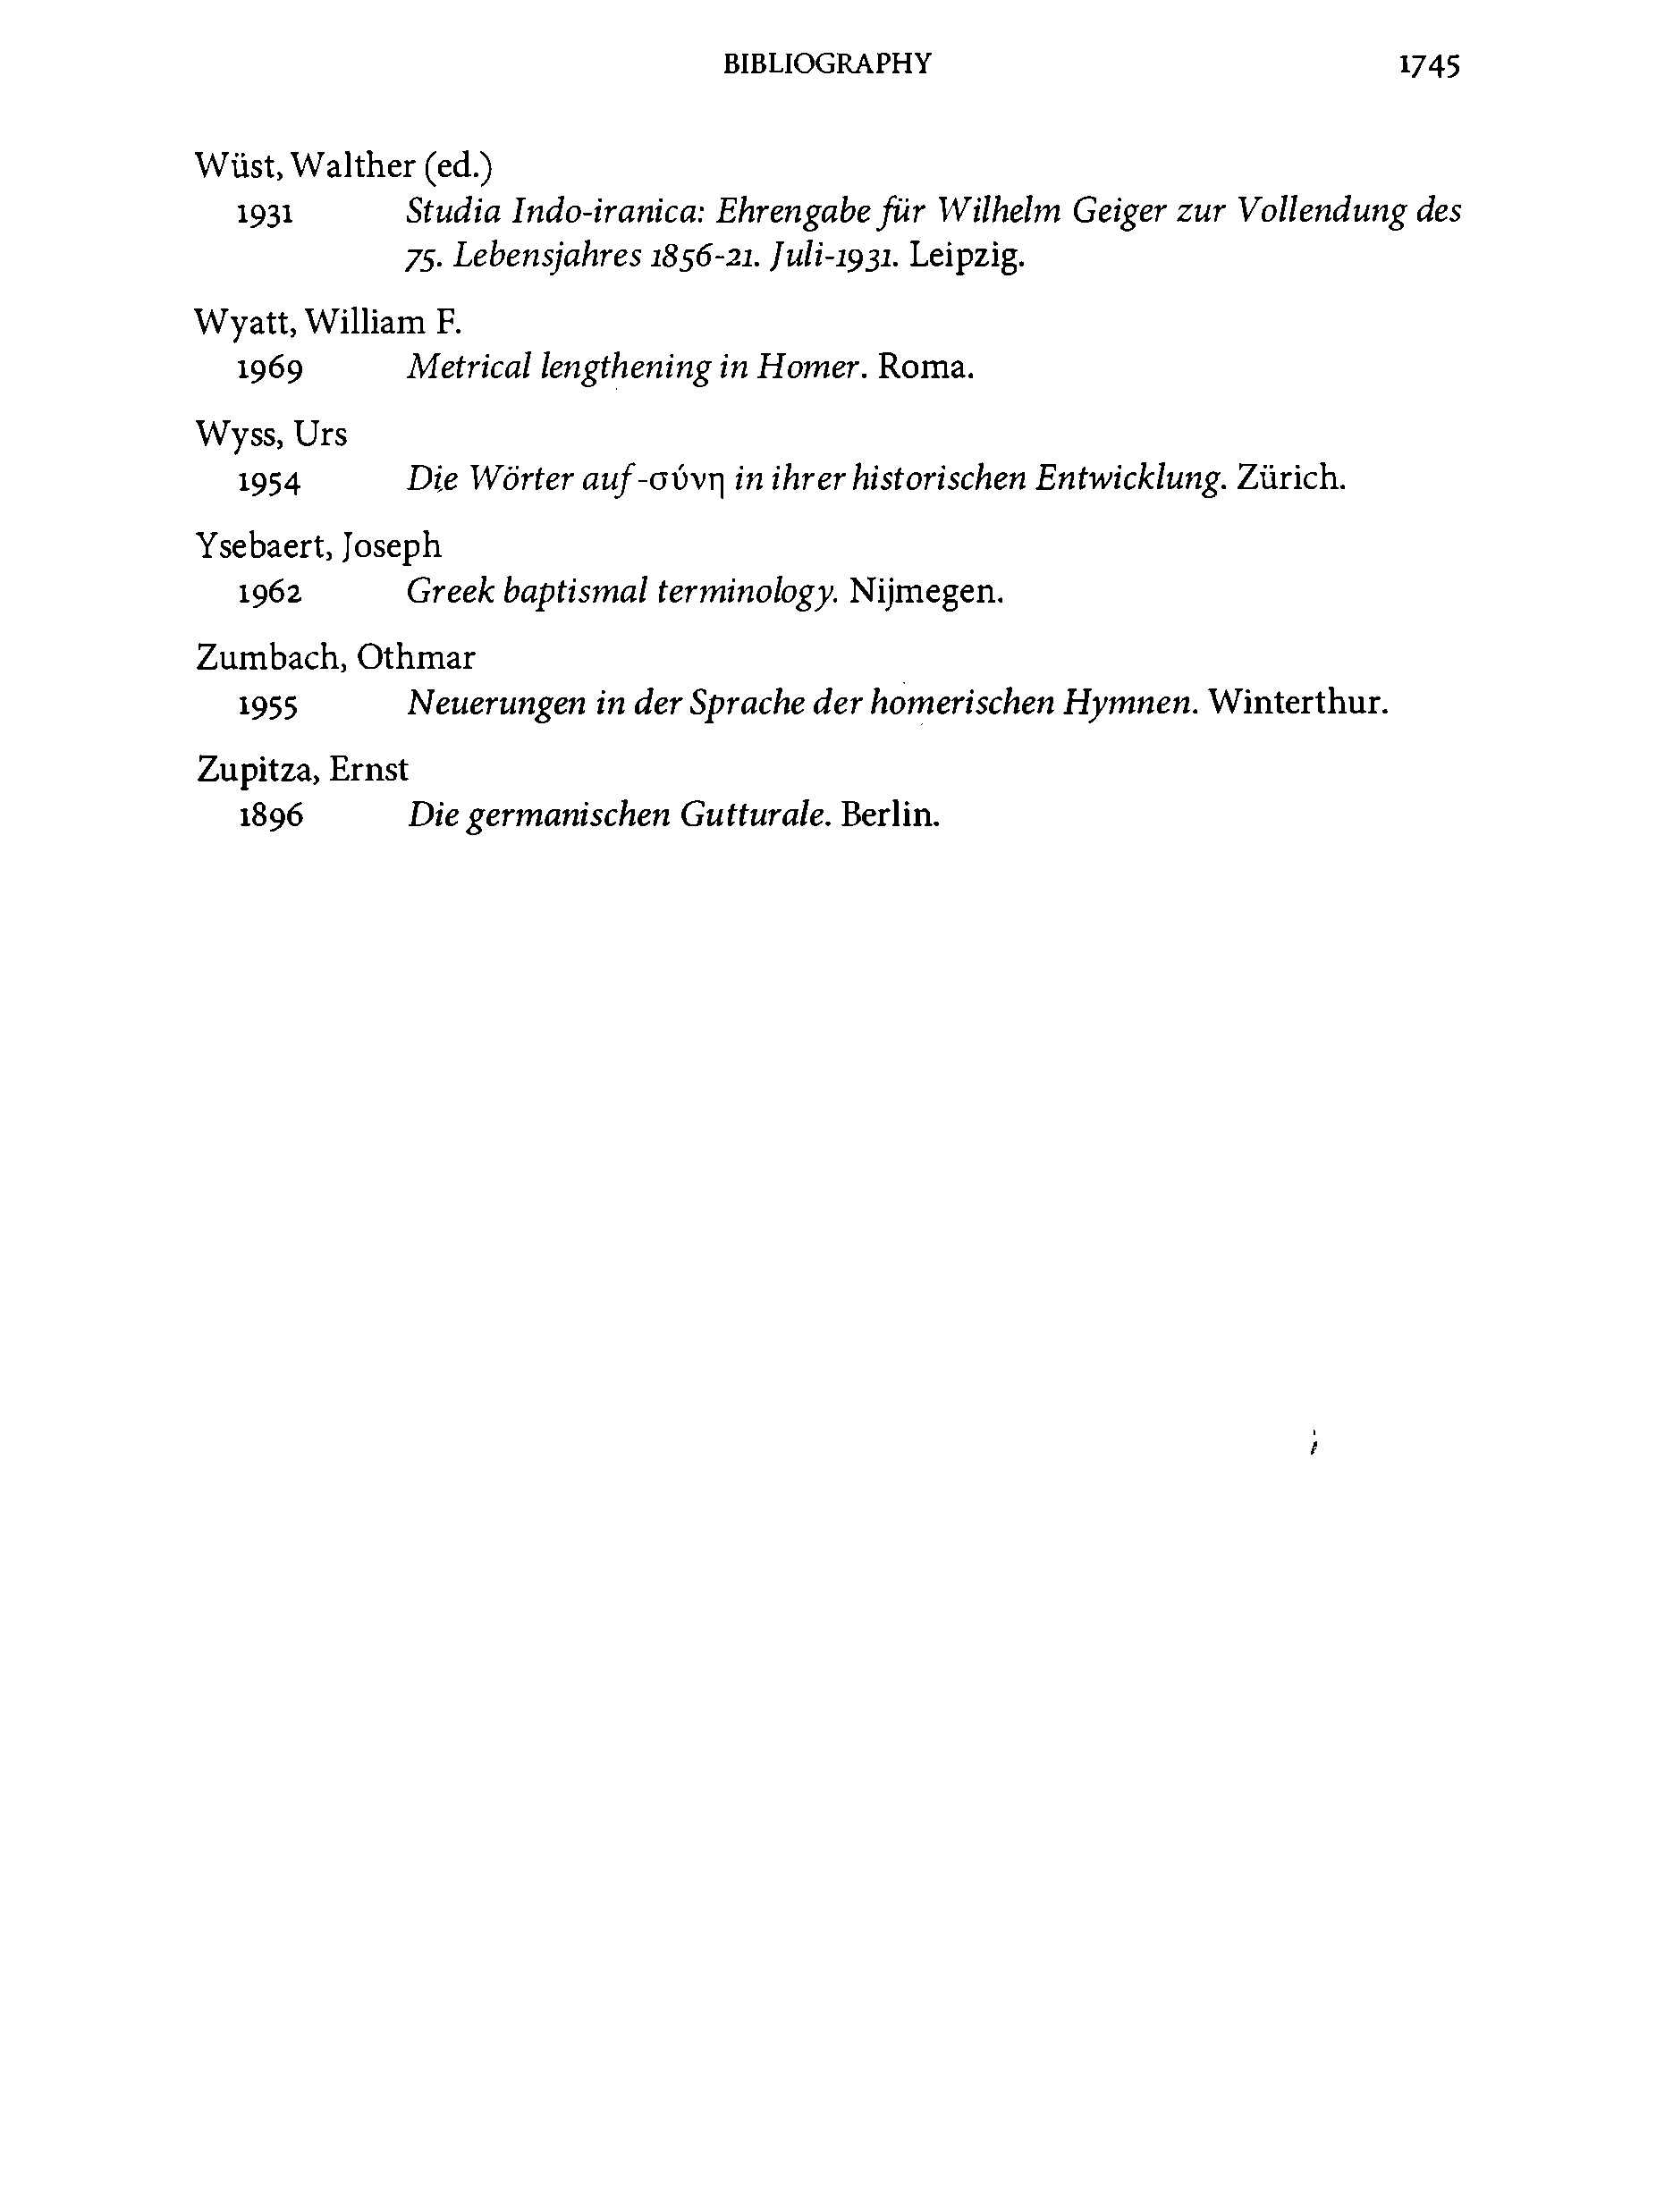 BIBLIOGRAPHY 1745
Wüst, Walther (ed.)
1931 Studia Indo-iranica: Ehrengabe für Wilhelm Geiger zur Vollendung des
75. Lebensjahres 1856-21. Juli-1931. Leipzig.
Wyatt, William F.
1969 Metrical lengthening in Homer. Roma.
Wyss, Urs
1954 Die Wörter auf -σύνη in ihrer historischen Entwicklung. Zürich.
Ysebaert, Joseph
1962 Greek baptismal terminology. Nijmegen.
Zumbach, Othmar
1955 Neuerungen in der Sprache der homerischen Hymnen. Winterthur.
Zupitza, Ernst
1896 Die germanischen Gutturale. Berlin.